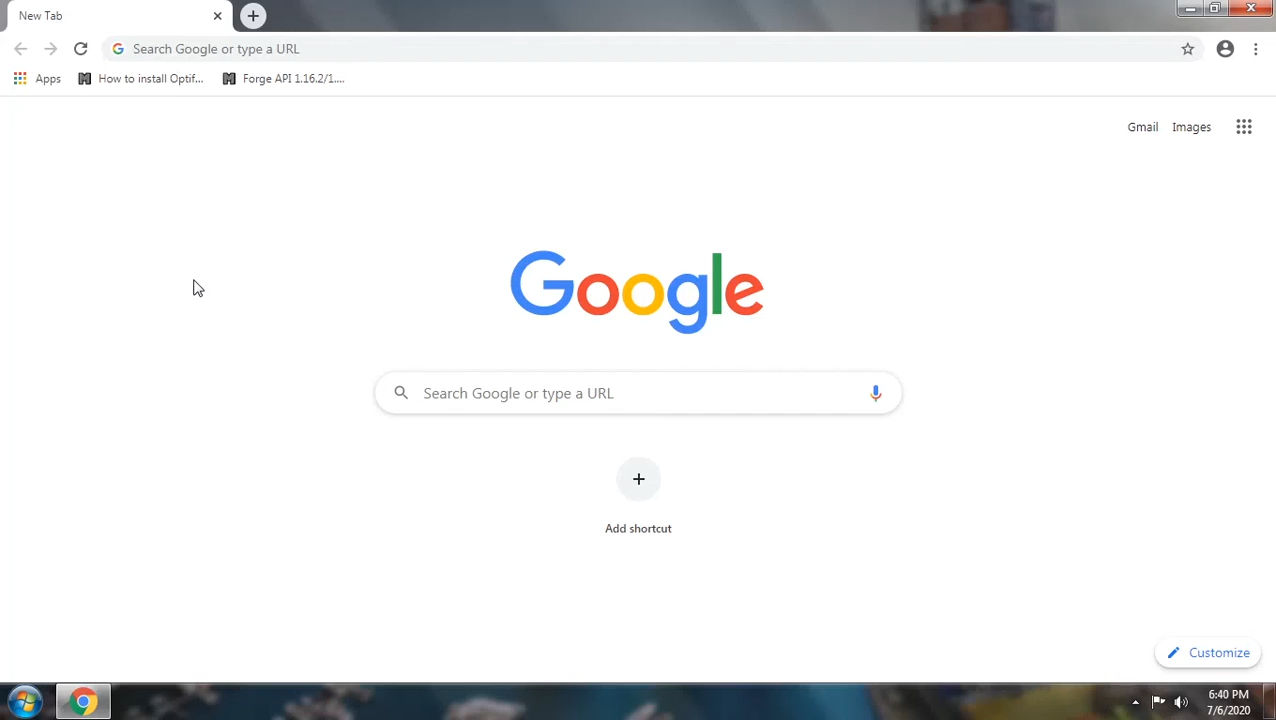 New Tab
Search Google or type a URL
Apps
How to install Optif...
Forge API 1.16.2/1....
Gmail
Images
Google
Search Google or type a URL
Add shortcut
Customize
6:40 PM
7/6/2020